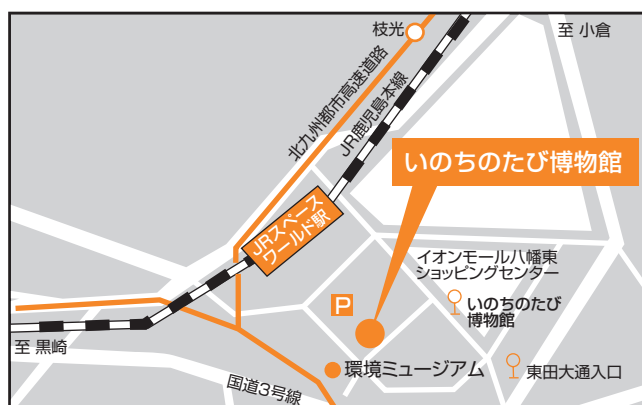 枝光
至 小倉
北九州都市高速道路
JR鹿児島本線
いのちのたび博物館
JRスペース
ワールド駅
イオンモール八幡東
ショッピングセンター
P
いのちのたび
博物館
至 黒崎
環境ミュージアム
東田大通入口
国道3号線